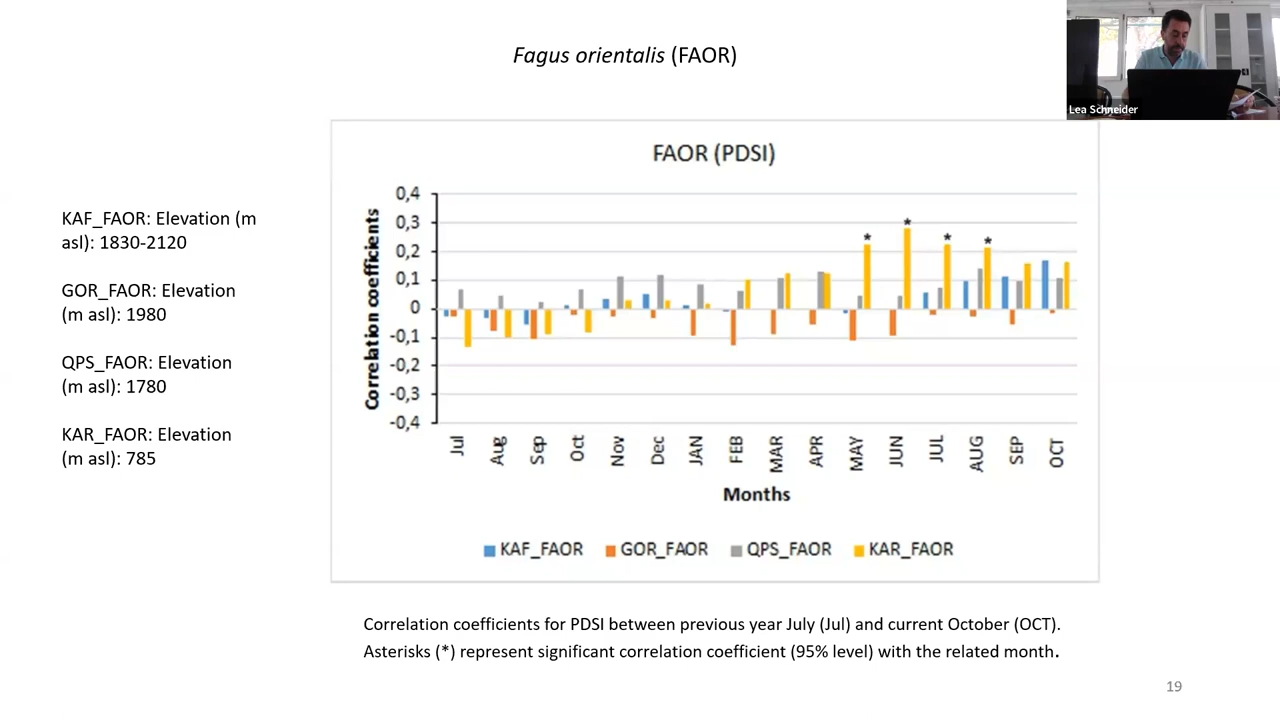 Fagus orientalis (FAOR)
Lea Schneider
KAF_FAOR: Elevation (m
asl): 1830-2120
GOR_FAOR: Elevation
(m asl): 1980
QPS_FAOR: Elevation
(m asl): 1780
KAR_FAOR: Elevation
(m asl): 785
FAOR (PDSI)
Correlation coefficients
0,4
0,3
0,2
0,1
0
-0,1
-0,2
-0,3
-0,4
* * * *
Jul Aug Sep Oct Nov Dec JAN FEB MAR APR MAY JUN JUL AUG SEP OCT
Months
KAF_FAOR GOR_FAOR QPS_FAOR KAR_FAOR
Correlation coefficients for PDSI between previous year July (Jul) and current October (OCT).
Asterisks (*) represent significant correlation coefficient (95% level) with the related month.
19